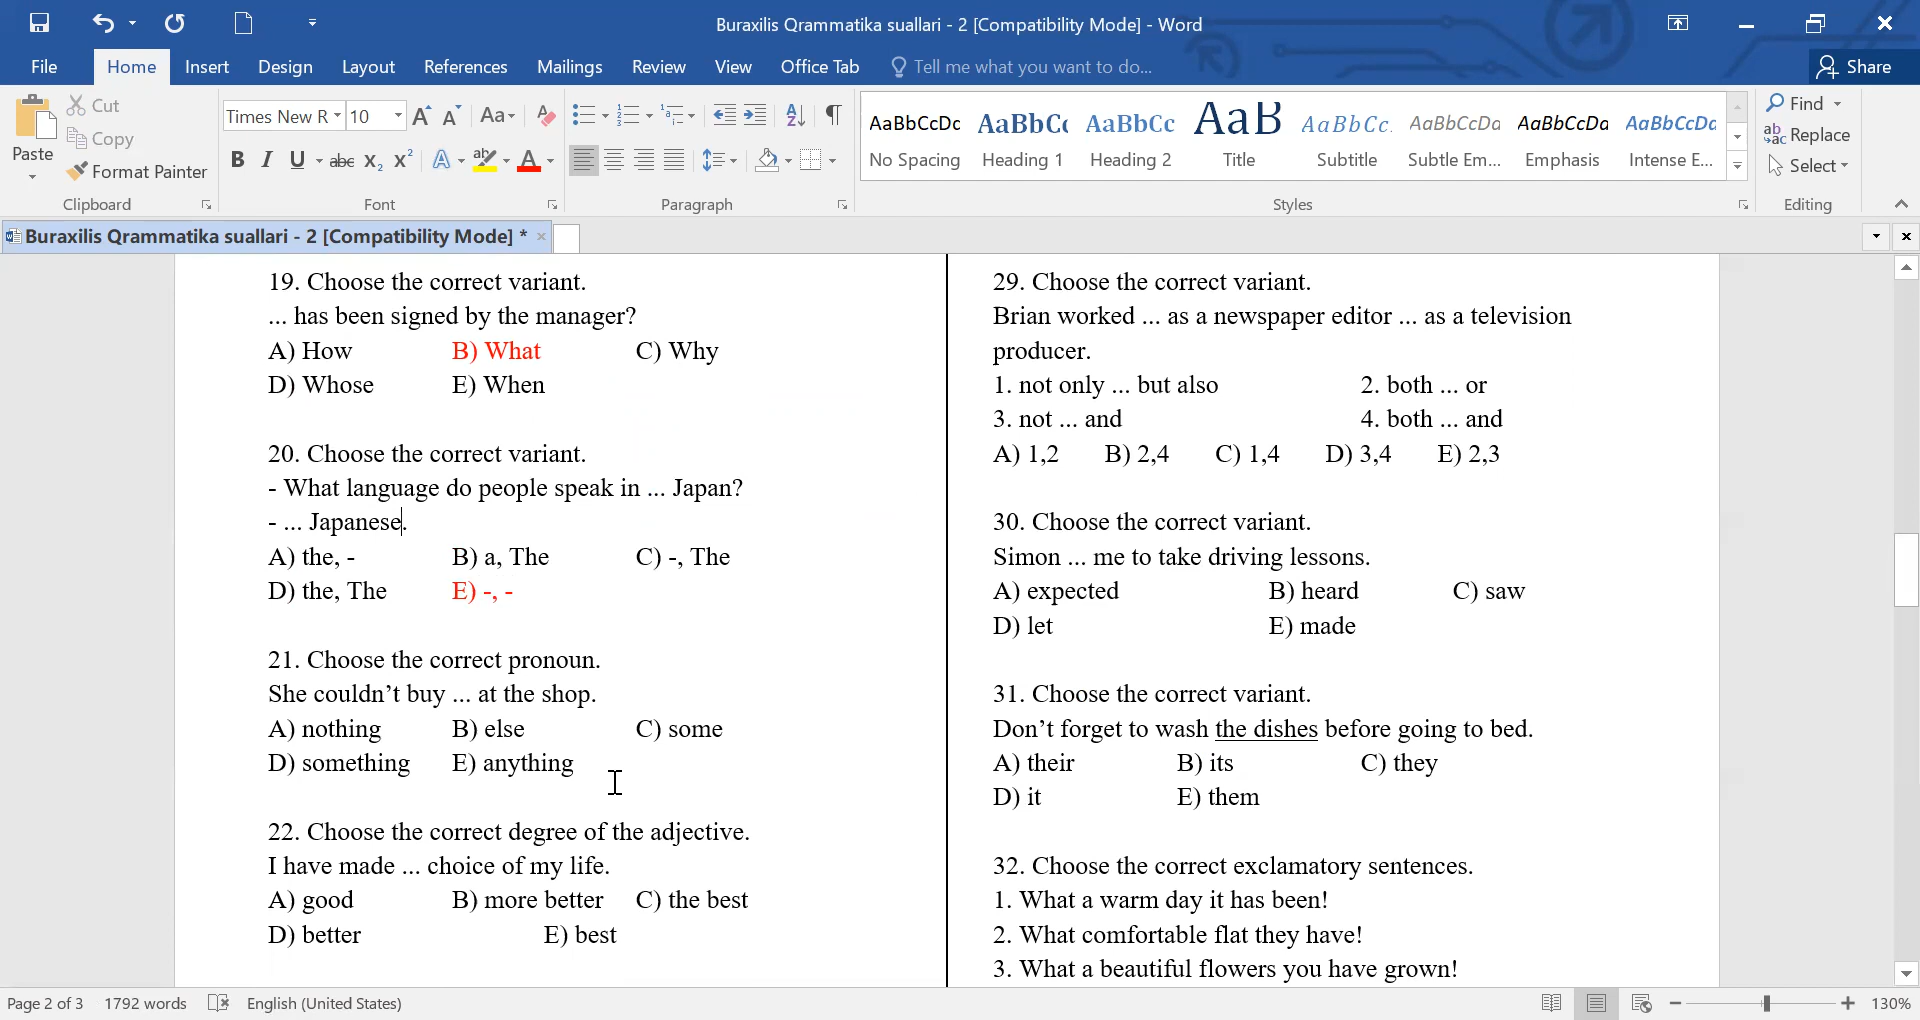 Buraxilis Qrammatika suallari - 2 [Compatibility Mode] - Word
File Home Insert Design Layout References Mailings Review View Office Tab Tell me what you want to do... Share
Paste
Cut
Copy
Format Painter
Clipboard
Times New R 10
Font
Paragraph
AaBbCcDc AaBbCc AaBbCc AaB AaBbCc. AaBbCcDc AaBbCcDc AaBbCcDc
No Spacing Heading 1 Heading 2 Title Subtitle Subtle Em... Emphasis Intense E...
Styles
Find
Replace
Select
Editing
Buraxilis Qrammatika suallari - 2 [Compatibility Mode] *
19. Choose the correct variant.
... has been signed by the manager?
A) How B) What C) Why
D) Whose E) When
20. Choose the correct variant.
- What language do people speak in ... Japan?
- ... Japanese.
A) the, - B) a, The C) -, The
D) the, The E) -, -
21. Choose the correct pronoun.
She couldn’t buy ... at the shop.
A) nothing B) else C) some
D) something E) anything
22. Choose the correct degree of the adjective.
I have made ... choice of my life.
A) good B) more better C) the best
D) better E) best
29. Choose the correct variant.
Brian worked ... as a newspaper editor ... as a television
producer.
1. not only ... but also 2. both ... or
3. not ... and 4. both ... and
A) 1,2 B) 2,4 C) 1,4 D) 3,4 E) 2,3
30. Choose the correct variant.
Simon ... me to take driving lessons.
A) expected B) heard C) saw
D) let E) made
31. Choose the correct variant.
Don’t forget to wash the dishes before going to bed.
A) their B) its C) they
D) it E) them
32. Choose the correct exclamatory sentences.
1. What a warm day it has been!
2. What comfortable flat they have!
3. What a beautiful flowers you have grown!
Page 2 of 3 1792 words English (United States) 130%